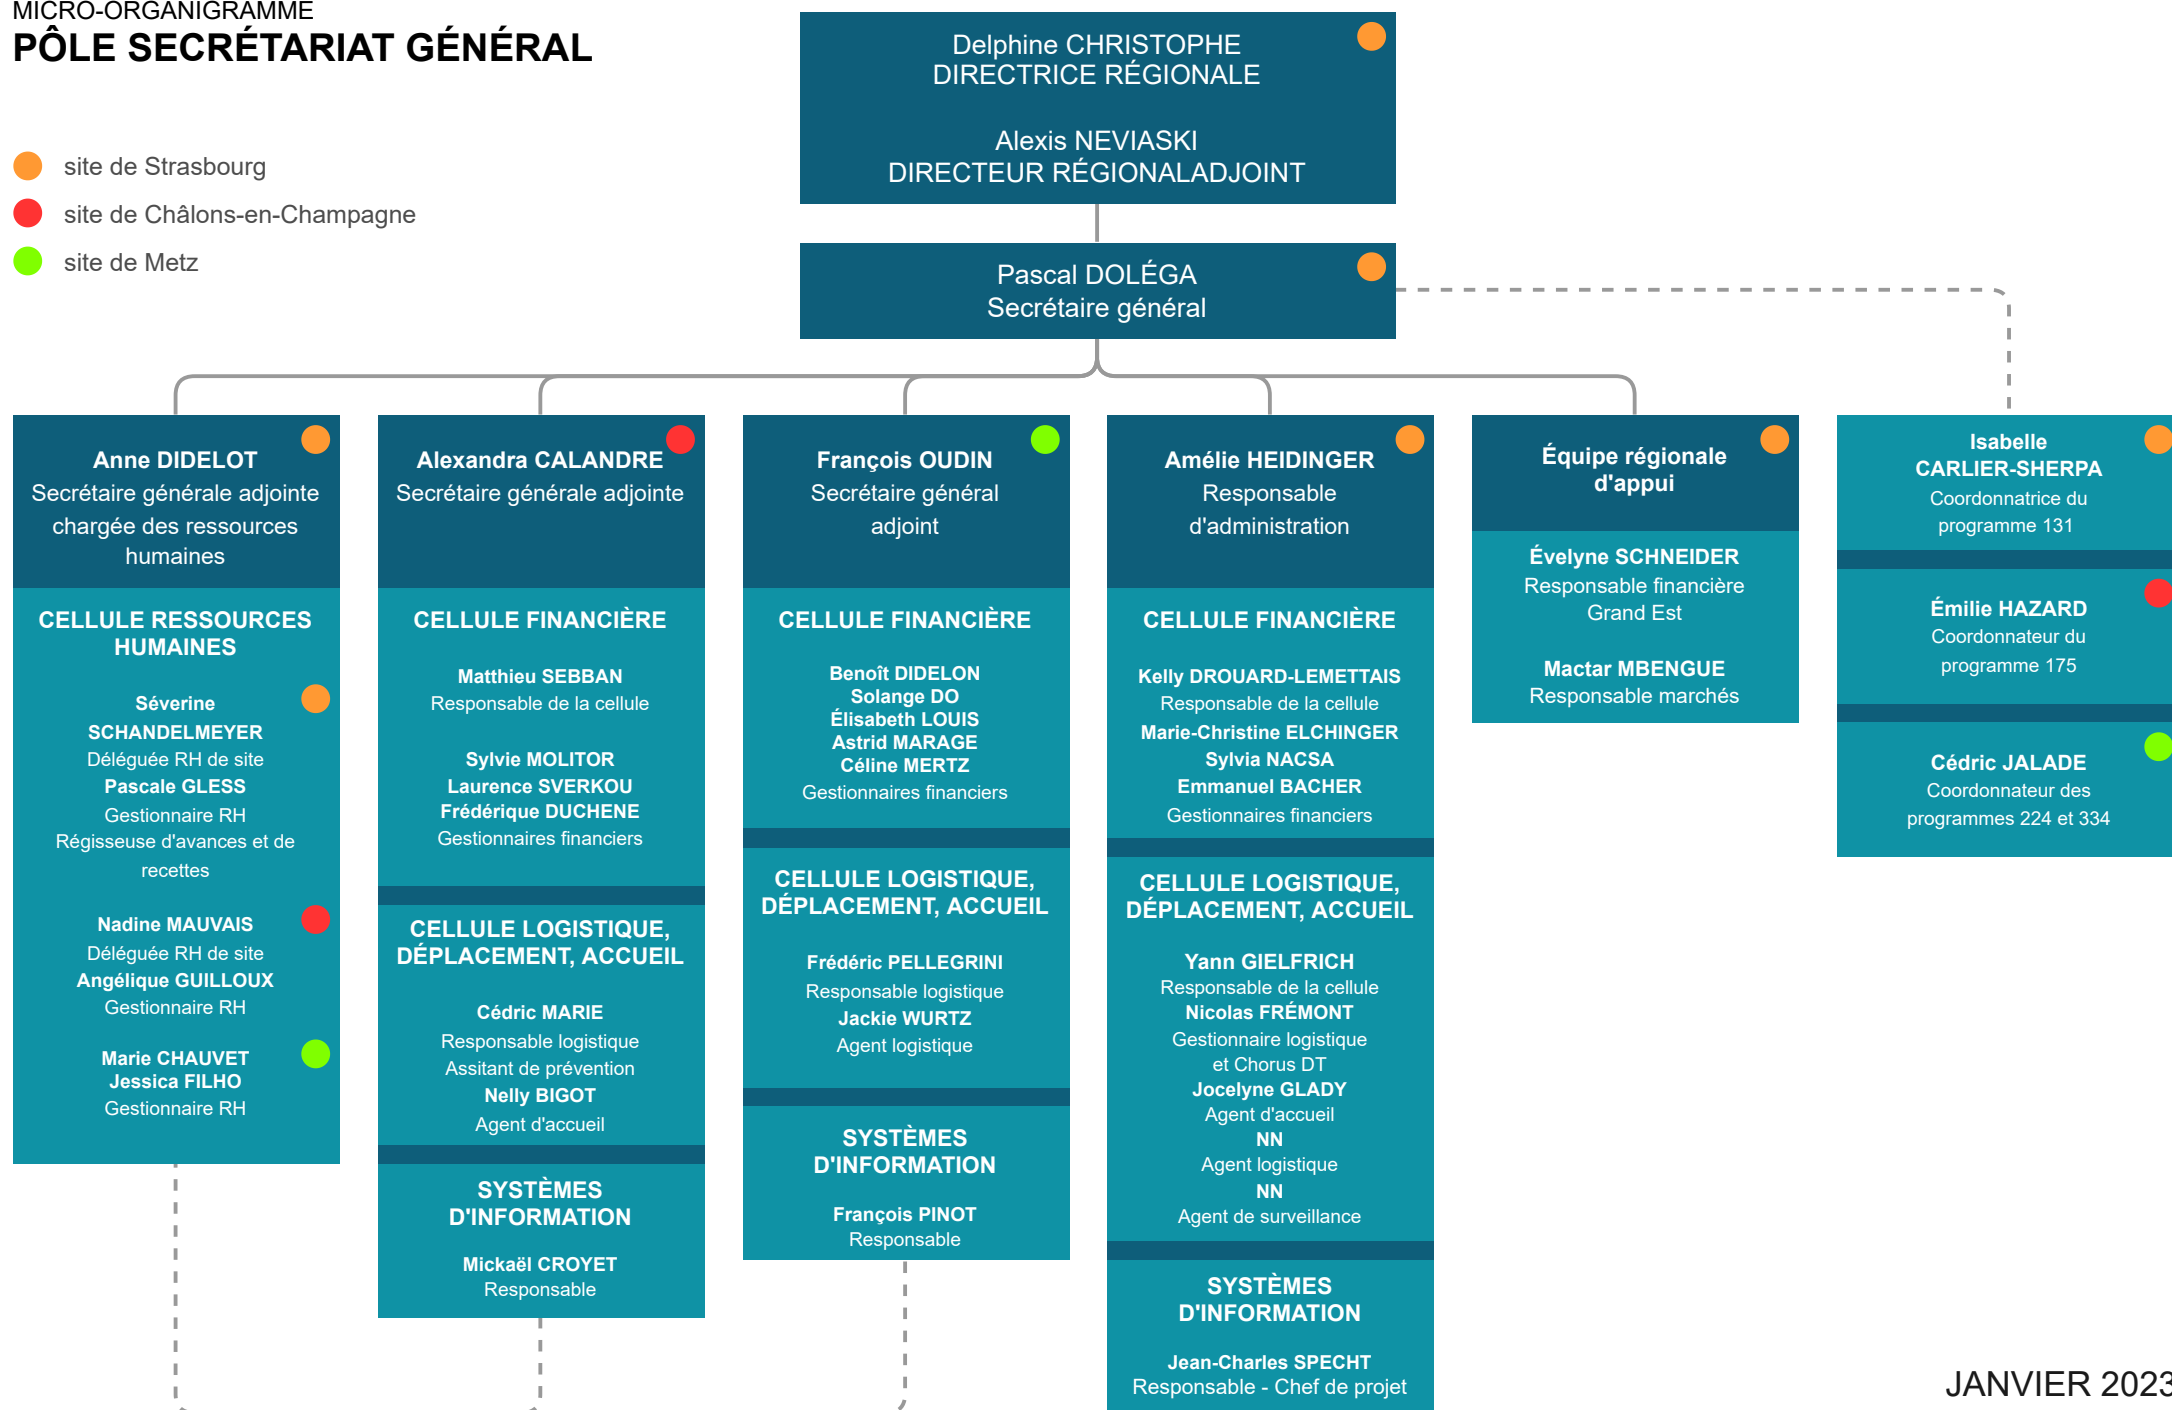 MICRO-ORGANIGRAMME
PÔLE SECRÉTARIAT GÉNÉRAL
site de Strasbourg
site de Châlons-en-Champagne
site de Metz
Delphine CHRISTOPHE
DIRECTRICE RÉGIONALE
Alexis NEVIASKI
DIRECTEUR RÉGIONALADJOINT
Pascal DOLÉGA
Secrétaire général
Anne DIDELOT
Secrétaire générale adjointe
chargée des ressources
humaines
CELLULE RESSOURCES
HUMAINES
Séverine
SCHANDELMEYER
Déléguée RH de site
Pascale GLESS
Gestionnaire RH
Régisseuse d'avances et de
recettes
Nadine MAUVAIS
Déléguée RH de site
Angélique GUILLOUX
Gestionnaire RH
Marie CHAUVET
Jessica FILHO
Gestionnaire RH
Alexandra CALANDRE
Secrétaire générale adjointe
CELLULE FINANCIÈRE
Matthieu SEBBAN
Responsable de la cellule
Sylvie MOLITOR
Laurence SVERKOU
Frédérique DUCHENE
Gestionnaires financiers
CELLULE LOGISTIQUE,
DÉPLACEMENT, ACCUEIL
Cédric MARIE
Responsable logistique
Assitant de prévention
Nelly BIGOT
Agent d'accueil
SYSTÈMES
D'INFORMATION
Mickaël CROYET
Responsable
François OUDIN
Secrétaire général
adjoint
CELLULE FINANCIÈRE
Benoît DIDELON
Solange DO
Élisabeth LOUIS
Astrid MARAGE
Céline MERTZ
Gestionnaires financiers
CELLULE LOGISTIQUE,
DÉPLACEMENT, ACCUEIL
Frédéric PELLEGRINI
Responsable logistique
Jackie WURTZ
Agent logistique
SYSTÈMES
D'INFORMATION
François PINOT
Responsable
Amélie HEIDINGER
Responsable
d'administration
CELLULE FINANCIÈRE
Kelly DROUARD-LEMETTAIS
Responsable de la cellule
Marie-Christine ELCHINGER
Sylvia NACSA
Emmanuel BACHER
Gestionnaires financiers
CELLULE LOGISTIQUE,
DÉPLACEMENT, ACCUEIL
Yann GIELFRICH
Responsable de la cellule
Nicolas FRÉMONT
Gestionnaire logistique
et Chorus DT
Jocelyne GLADY
Agent d'accueil
NN
Agent logistique
NN
Agent de surveillance
SYSTÈMES
D'INFORMATION
Jean-Charles SPECHT
Responsable - Chef de projet
Équipe régionale
d'appui
Évelyne SCHNEIDER
Responsable financière
Grand Est
Mactar MBENGUE
Responsable marchés
Isabelle
CARLIER-SHERPA
Coordonnatrice du
programme 131
Émilie HAZARD
Coordonnateur du
programme 175
Cédric JALADE
Coordonnateur des
programmes 224 et 334
JANVIER 2023